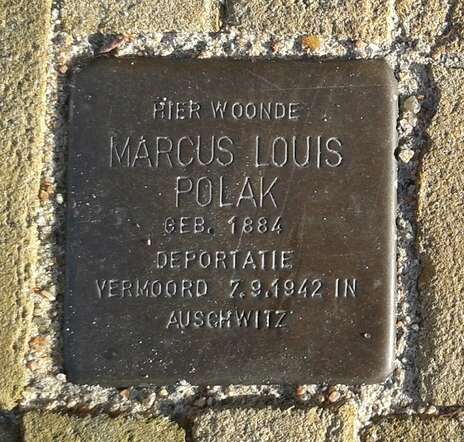 HIER WOONDE
MARCUS LOUIS
POLAK
GEB. 1884
DEPORTATIE
VERMOORD 7.9.1942 IN
AUSCHWITZ